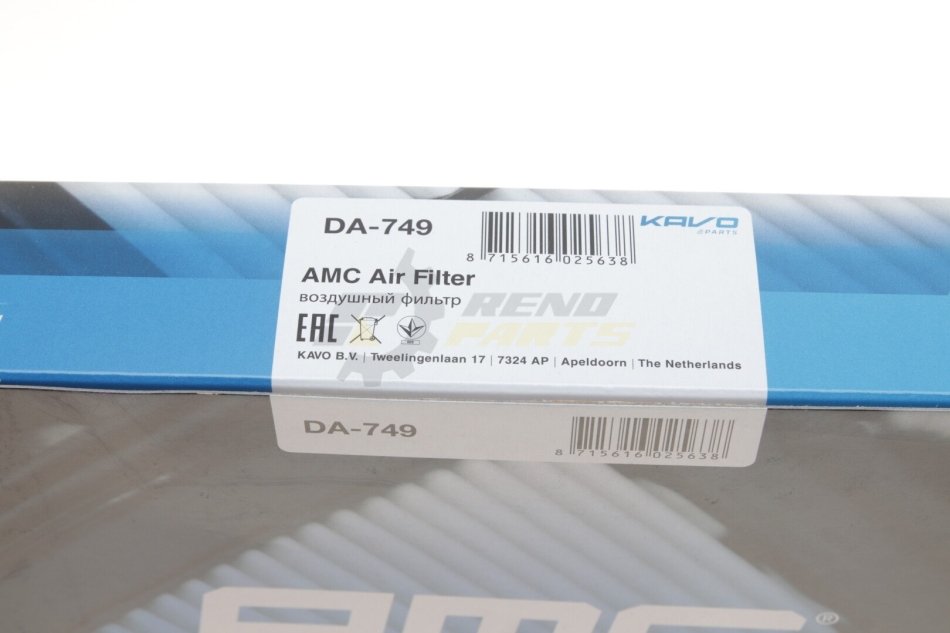 DA-749
8 715616 025638
KAVO
PARTS
AMC Air Filter
воздушный фильтр
RENO
PARTS
EAC
KAVO B.V. | Tweelingenlaan 17 | 7324 AP | Apeldoorn | The Netherlands
DA-749
8 715616 025638
AMC®